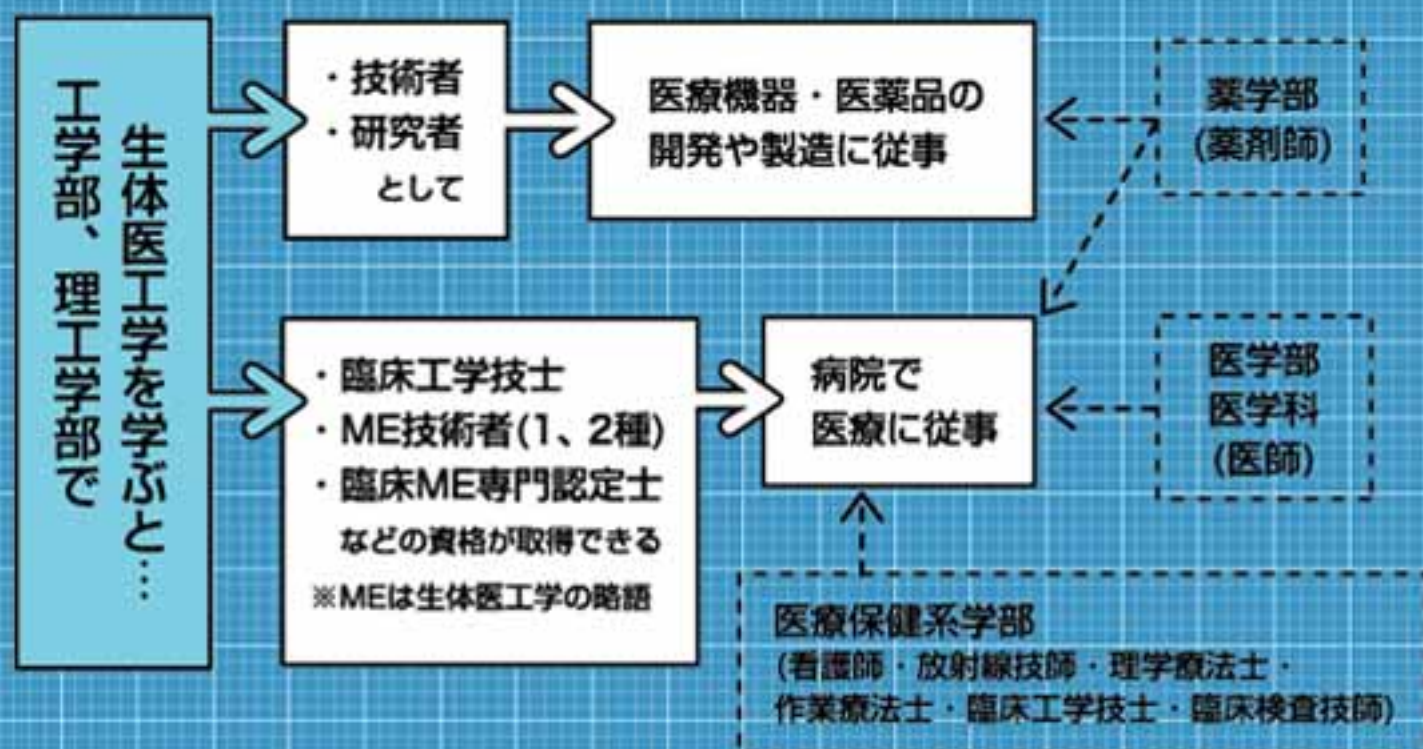 生体医工学を学ぶと…
工学部、理工学部で
・技術者
・研究者
として
医療機器・医薬品の
開発や製造に従事
薬学部
(薬剤師)
・臨床工学技士
・ME技術者(1、2種)
・臨床ME専門認定士
などの資格が取得できる
※MEは生体医工学の略語
病院で
医療に従事
医学部
医学科
(医師)
医療保健系学部
(看護師・放射線技師・理学療法士・
作業療法士・臨床工学技士・臨床検査技師)